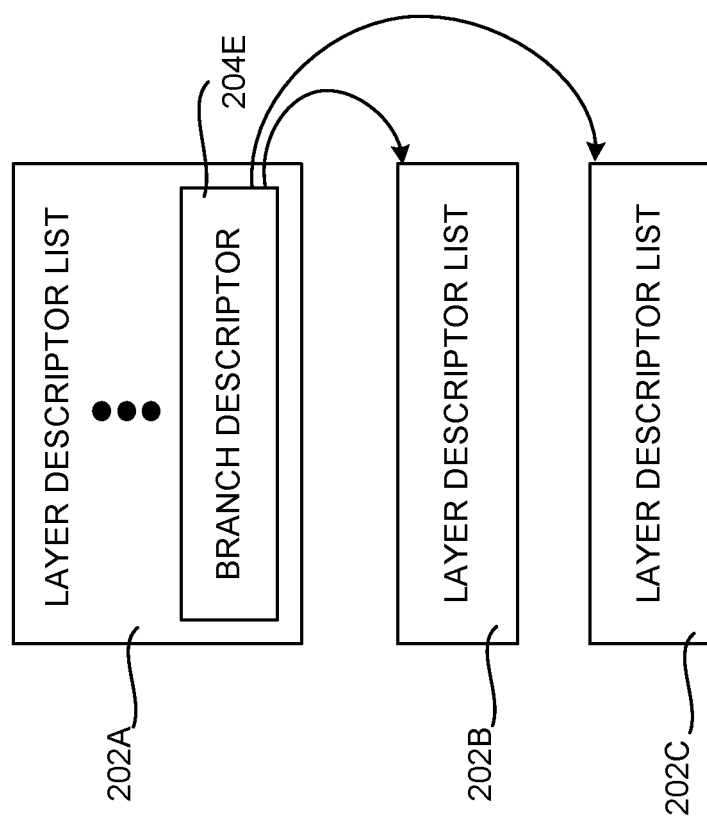 LAYER DESCRIPTOR LIST
BRANCH DESCRIPTOR
204E
202A
LAYER DESCRIPTOR LIST
202B
LAYER DESCRIPTOR LIST
202C